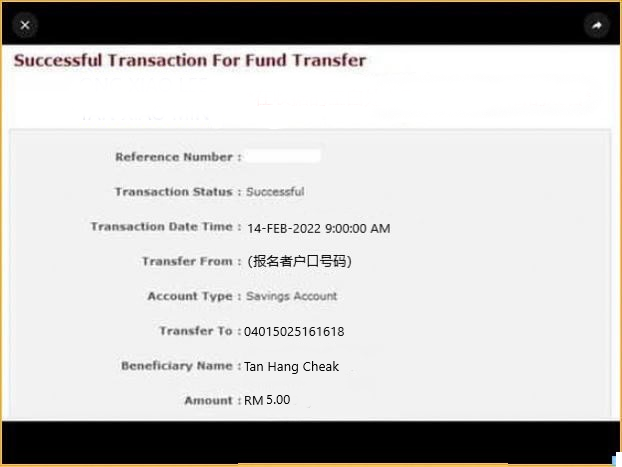 Successful Transaction For Fund Transfer
Reference Number :
Transaction Status : Successful
Transaction Date Time : 14-FEB-2022 9:00:00 AM
Transfer From : (报名者户口号码)
Account Type : Savings Account
Transfer To : 04015025161618
Beneficiary Name : Tan Hang Cheak
Amount : RM 5.00